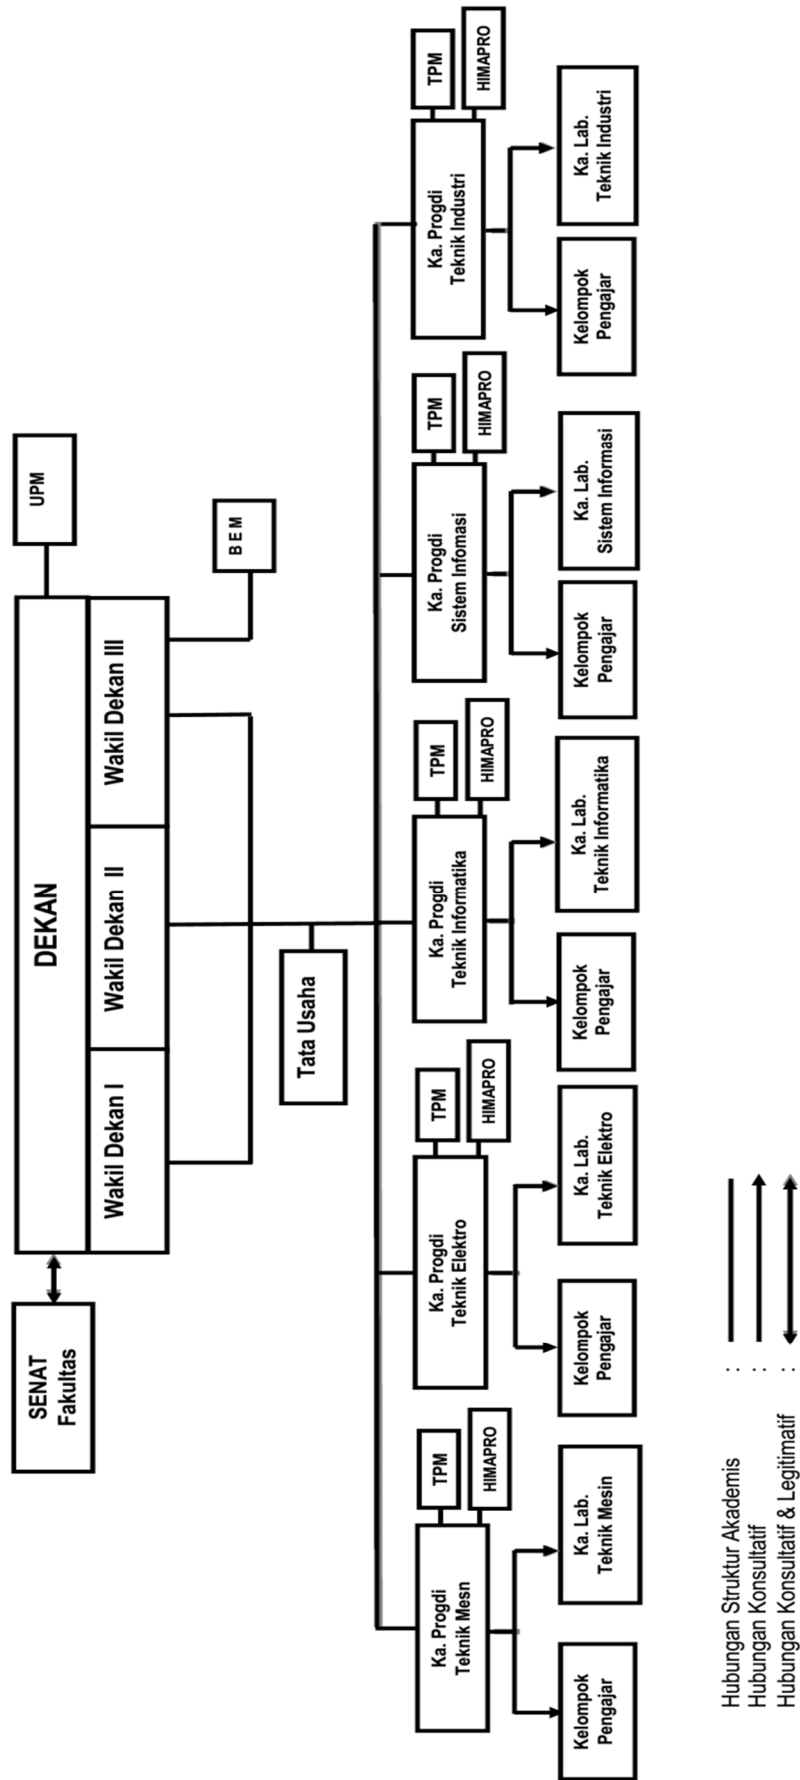 UPM
SENAT
Fakultas
DEKAN
Wakil Dekan I
Wakil Dekan II
Wakil Dekan III
B E M
Tata Usaha
TPM
HIMAPRO
Ka. Progdi
Teknik Mesn
TPM
HIMAPRO
Ka. Progdi
Teknik Elektro
TPM
HIMAPRO
Ka. Progdi
Teknik Informatika
TPM
HIMAPRO
Ka. Progdi
Sistem Infomasi
TPM
HIMAPRO
Ka. Progdi
Teknik Industri
Kelompok
Pengajar
Ka. Lab.
Teknik Mesin
Kelompok
Pengajar
Ka. Lab.
Teknik Elektro
Kelompok
Pengajar
Ka. Lab.
Teknik Informatika
Kelompok
Pengajar
Ka. Lab.
Sistem Informasi
Kelompok
Pengajar
Ka. Lab.
Teknik Industri
Hubungan Struktur Akademis :
Hubungan Konsultatif :
Hubungan Konsultatif & Legitimatif :